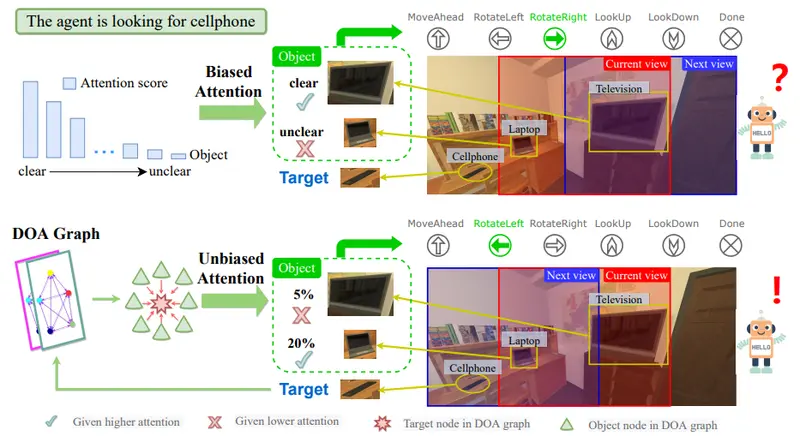 The agent is looking for cellphone
MoveAhead RotateLeft RotateRight LookUp LookDown Done
Attention score
Object
clear unclear
Biased
Attention
Object
clear
unclear
Target
Current view
Next view
Television
Laptop
Cellphone
?
HELLO
DOA Graph
Unbiased
Attention
Object
5%
20%
Target
MoveAhead RotateLeft RotateRight LookUp LookDown Done
Next view
Current view
Television
Laptop
Cellphone
!
HELLO
Given higher attention
Given lower attention
Target node in DOA graph
Object node in DOA graph